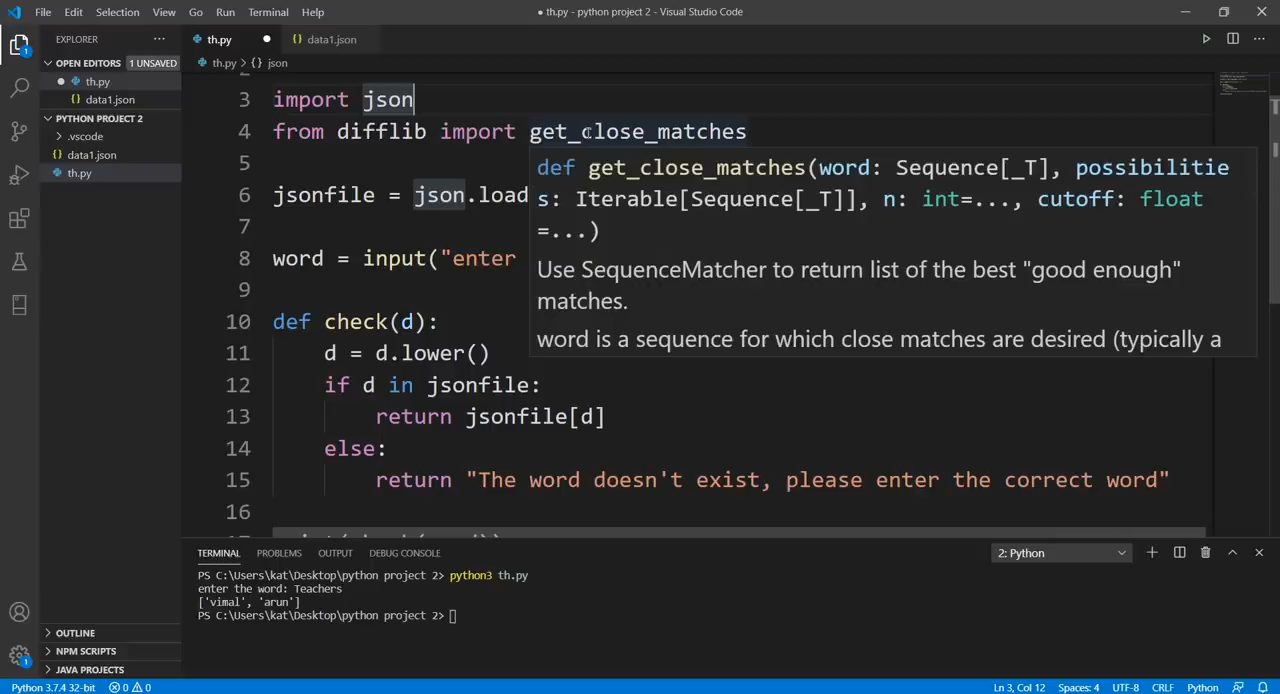 File Edit Selection View Go Run Terminal Help
● th.py - python project 2 - Visual Studio Code
EXPLORER
OPEN EDITORS 1 UNSAVED
th.py
data1.json
PYTHON PROJECT 2
.vscode
data1.json
th.py
OUTLINE
NPM SCRIPTS
JAVA PROJECTS
th.py data1.json
th.py > {} json
3 import json
4 from difflib import get_close_matches
5
6 jsonfile = json.load
7
8 word = input("enter
9
10 def check(d):
11 d = d.lower()
12 if d in jsonfile:
13 return jsonfile[d]
14 else:
15 return "The word doesn't exist, please enter the correct word"
16
def get_close_matches(word: Sequence[_T], possibilitie
s: Iterable[Sequence[_T]], n: int=..., cutoff: float
=...)
Use SequenceMatcher to return list of the best "good enough"
matches.
word is a sequence for which close matches are desired (typically a
TERMINAL PROBLEMS OUTPUT DEBUG CONSOLE
2: Python
PS C:\Users\kat\Desktop\python project 2> python3 th.py
enter the word: Teachers
['vimal', 'arun']
PS C:\Users\kat\Desktop\python project 2>
Python 3.7.4 32-bit 0 0
Ln 3, Col 12 Spaces: 4 UTF-8 CRLF Python